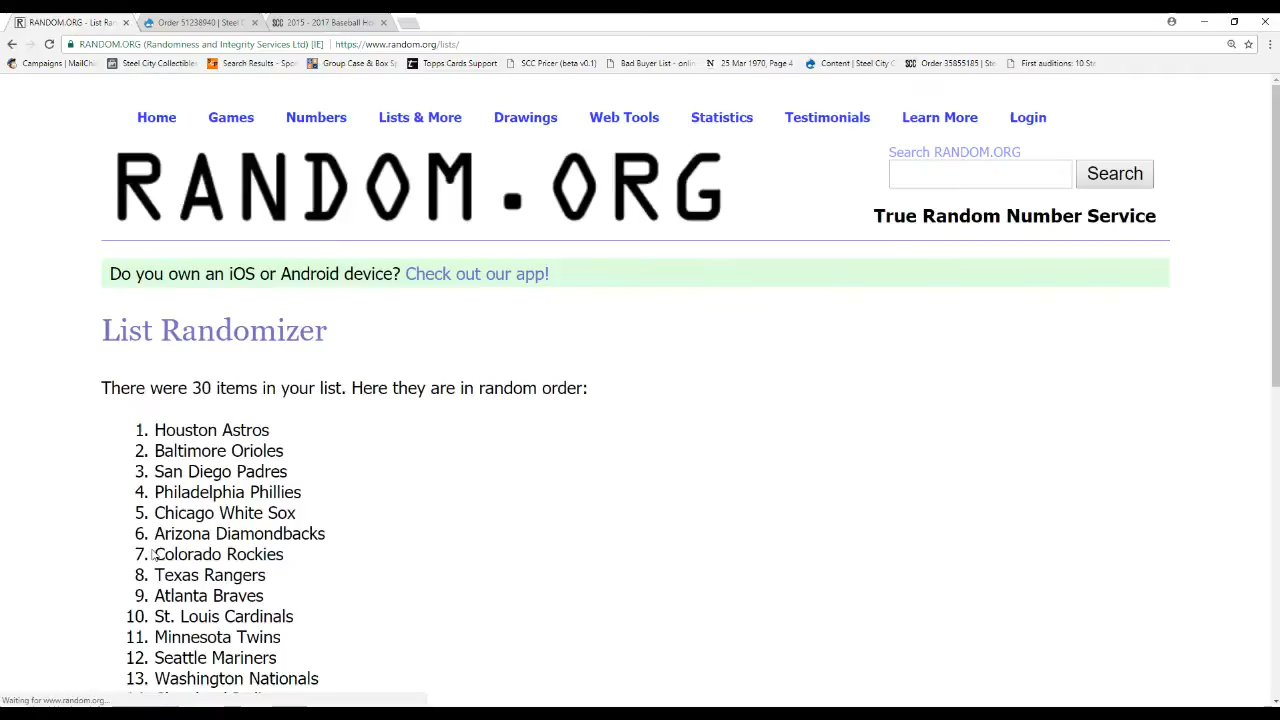 RANDOM.ORG - List Ran
Order 51238940 | Steel C
SCC 2015 - 2017 Baseball Ho
RANDOM.ORG (Randomness and Integrity Services Ltd) [IE] https://www.random.org/lists/
Campaigns | MailChi Steel City Collectibles Search Results - Spo Group Case & Box Sp Topps Cards Support SCC Pricer (beta v0.1) Bad Buyer List - onlin 25 Mar 1970, Page 4 Content | Steel City C SCC Order 35855185 | Ste First auditions: 10 Ste
Home Games Numbers Lists & More Drawings Web Tools Statistics Testimonials Learn More Login
Search RANDOM.ORG
RANDOM.ORG
Search
True Random Number Service
Do you own an iOS or Android device? Check out our app!
List Randomizer
There were 30 items in your list. Here they are in random order:
1. Houston Astros
2. Baltimore Orioles
3. San Diego Padres
4. Philadelphia Phillies
5. Chicago White Sox
6. Arizona Diamondbacks
7. Colorado Rockies
8. Texas Rangers
9. Atlanta Braves
10. St. Louis Cardinals
11. Minnesota Twins
12. Seattle Mariners
13. Washington Nationals
Waiting for www.random.org...